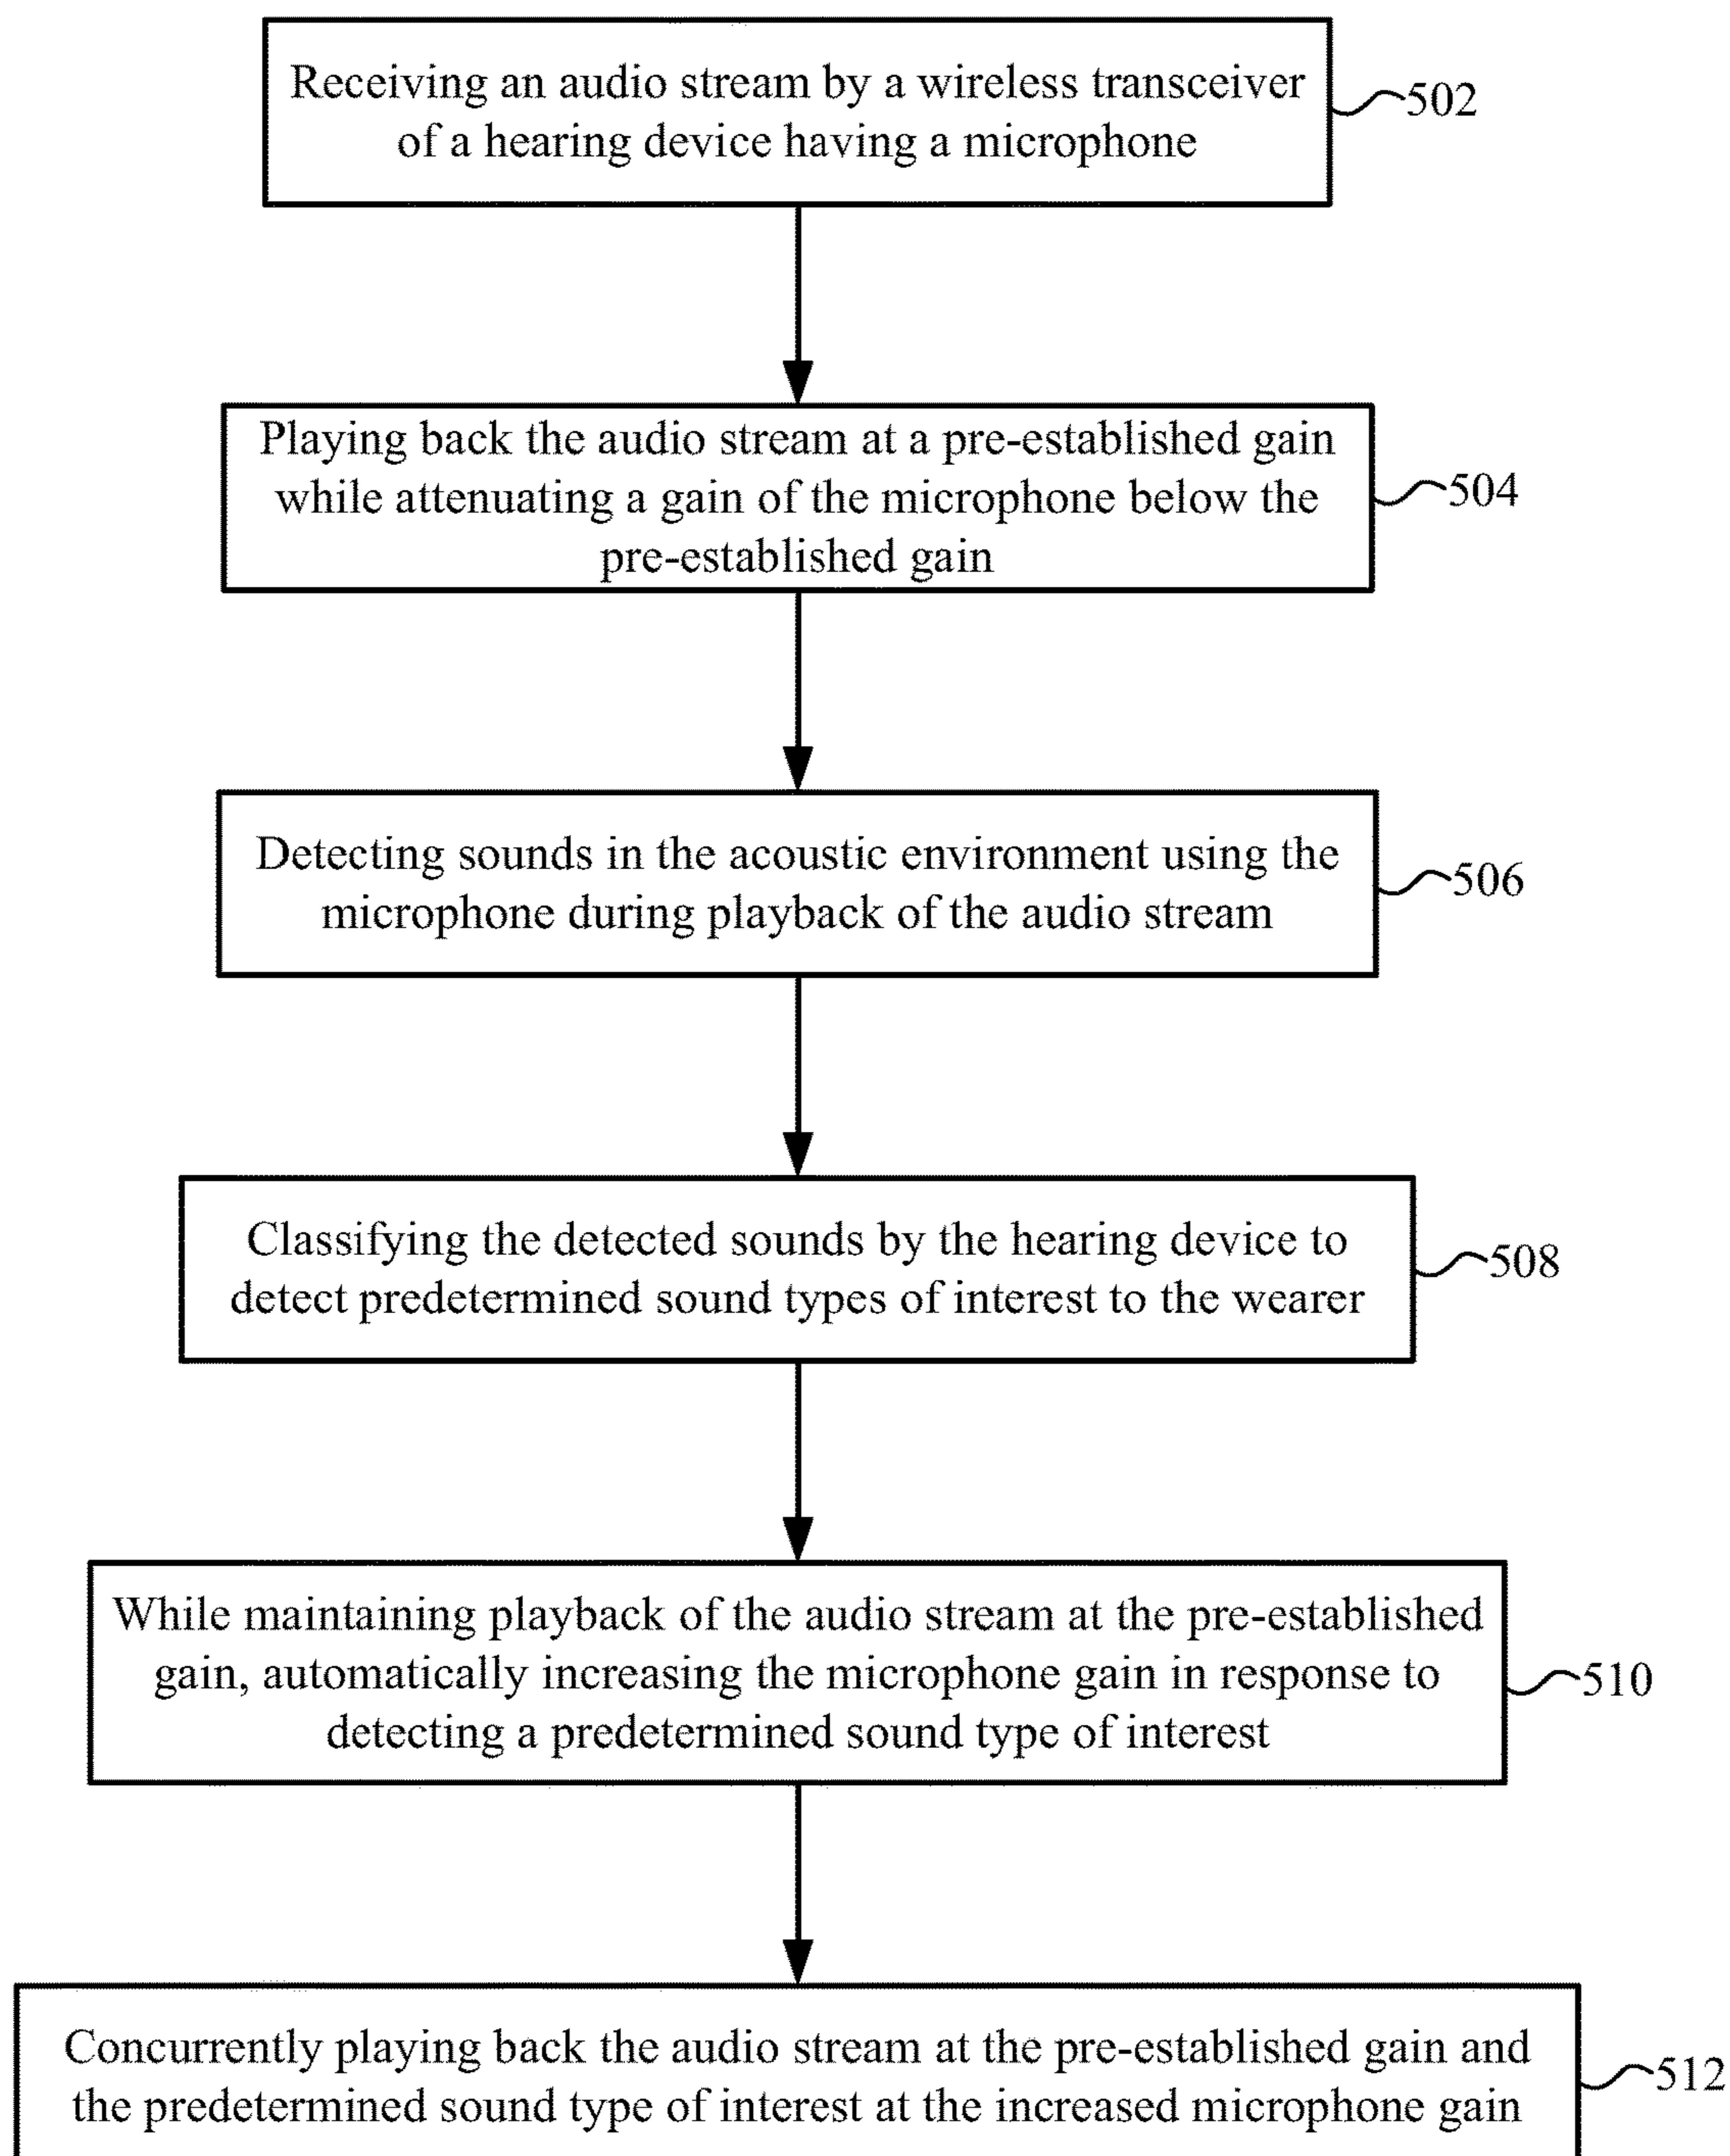 Receiving an audio stream by a wireless transceiver
of a hearing device having a microphone
502
Playing back the audio stream at a pre-established gain
while attenuating a gain of the microphone below the
pre-established gain
504
Detecting sounds in the acoustic environment using the
microphone during playback of the audio stream
506
Classifying the detected sounds by the hearing device to
detect predetermined sound types of interest to the wearer
508
While maintaining playback of the audio stream at the pre-established
gain, automatically increasing the microphone gain in response to
detecting a predetermined sound type of interest
510
Concurrently playing back the audio stream at the pre-established gain and
the predetermined sound type of interest at the increased microphone gain
512